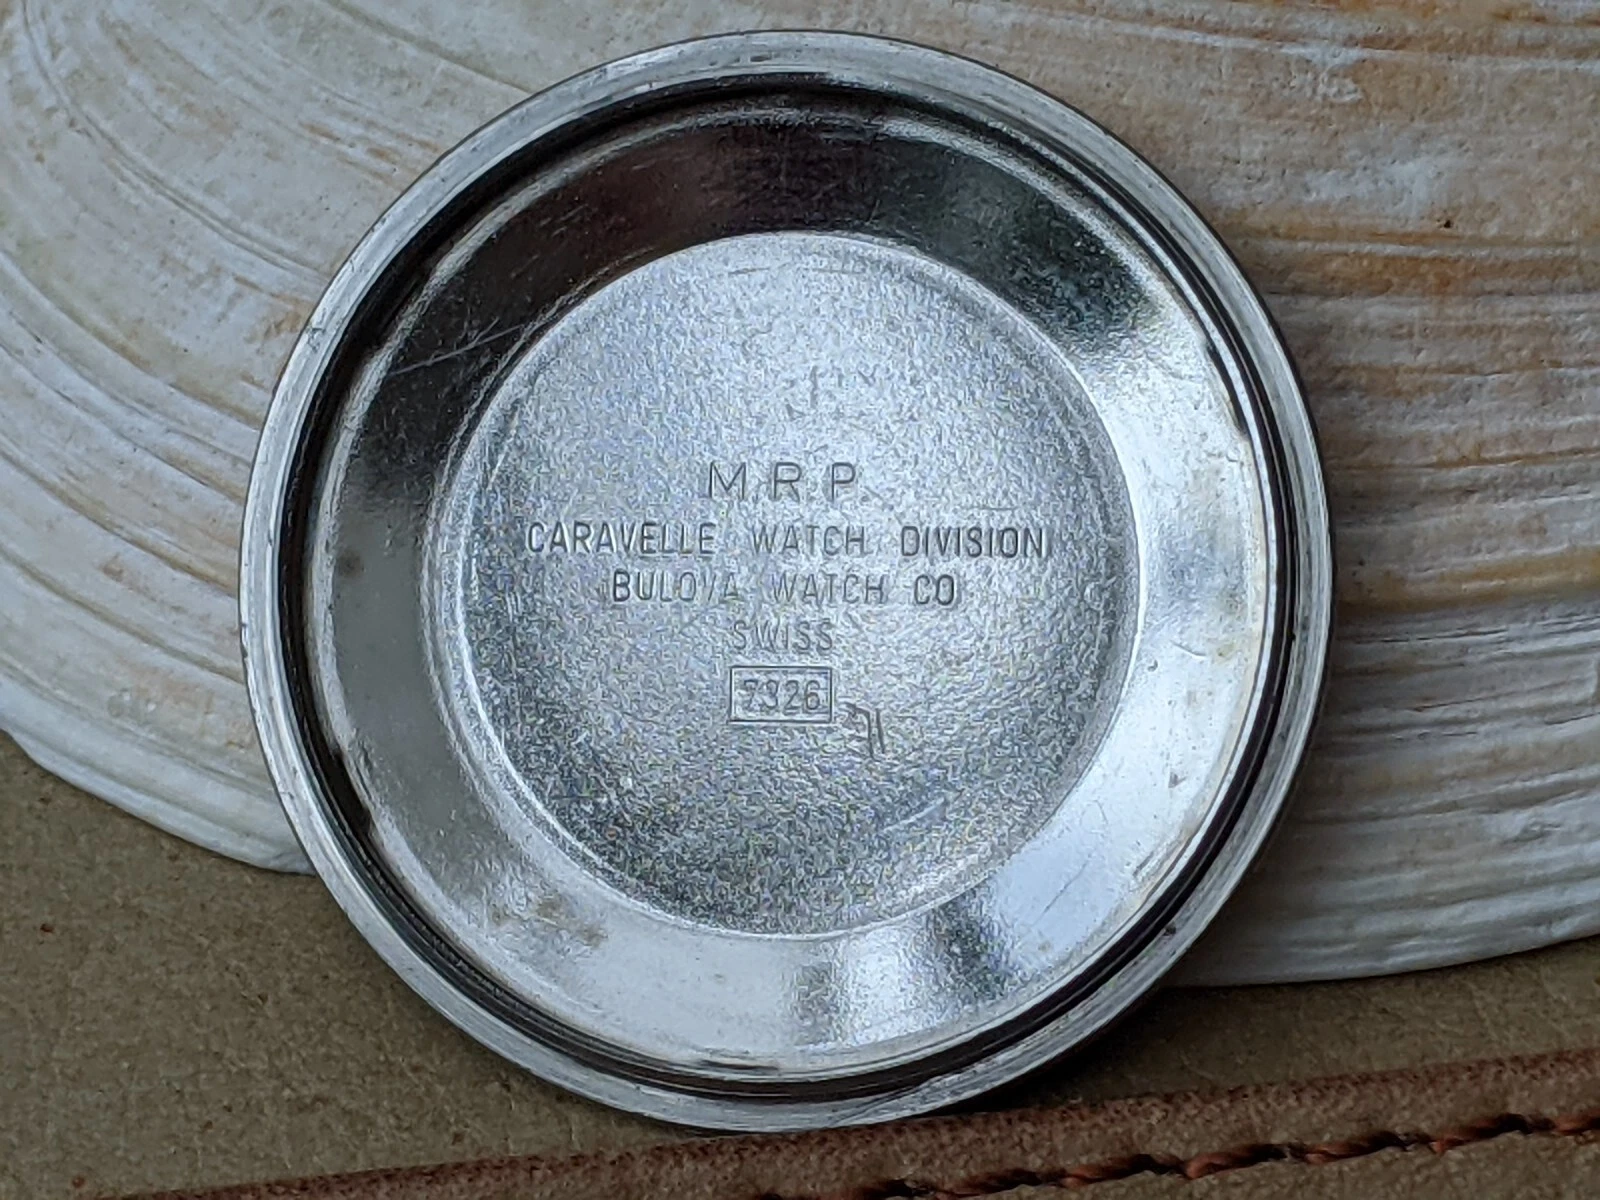 M.R.P.
CARAVELLE WATCH DIVISION
BULOVA WATCH CO
SWISS
7326